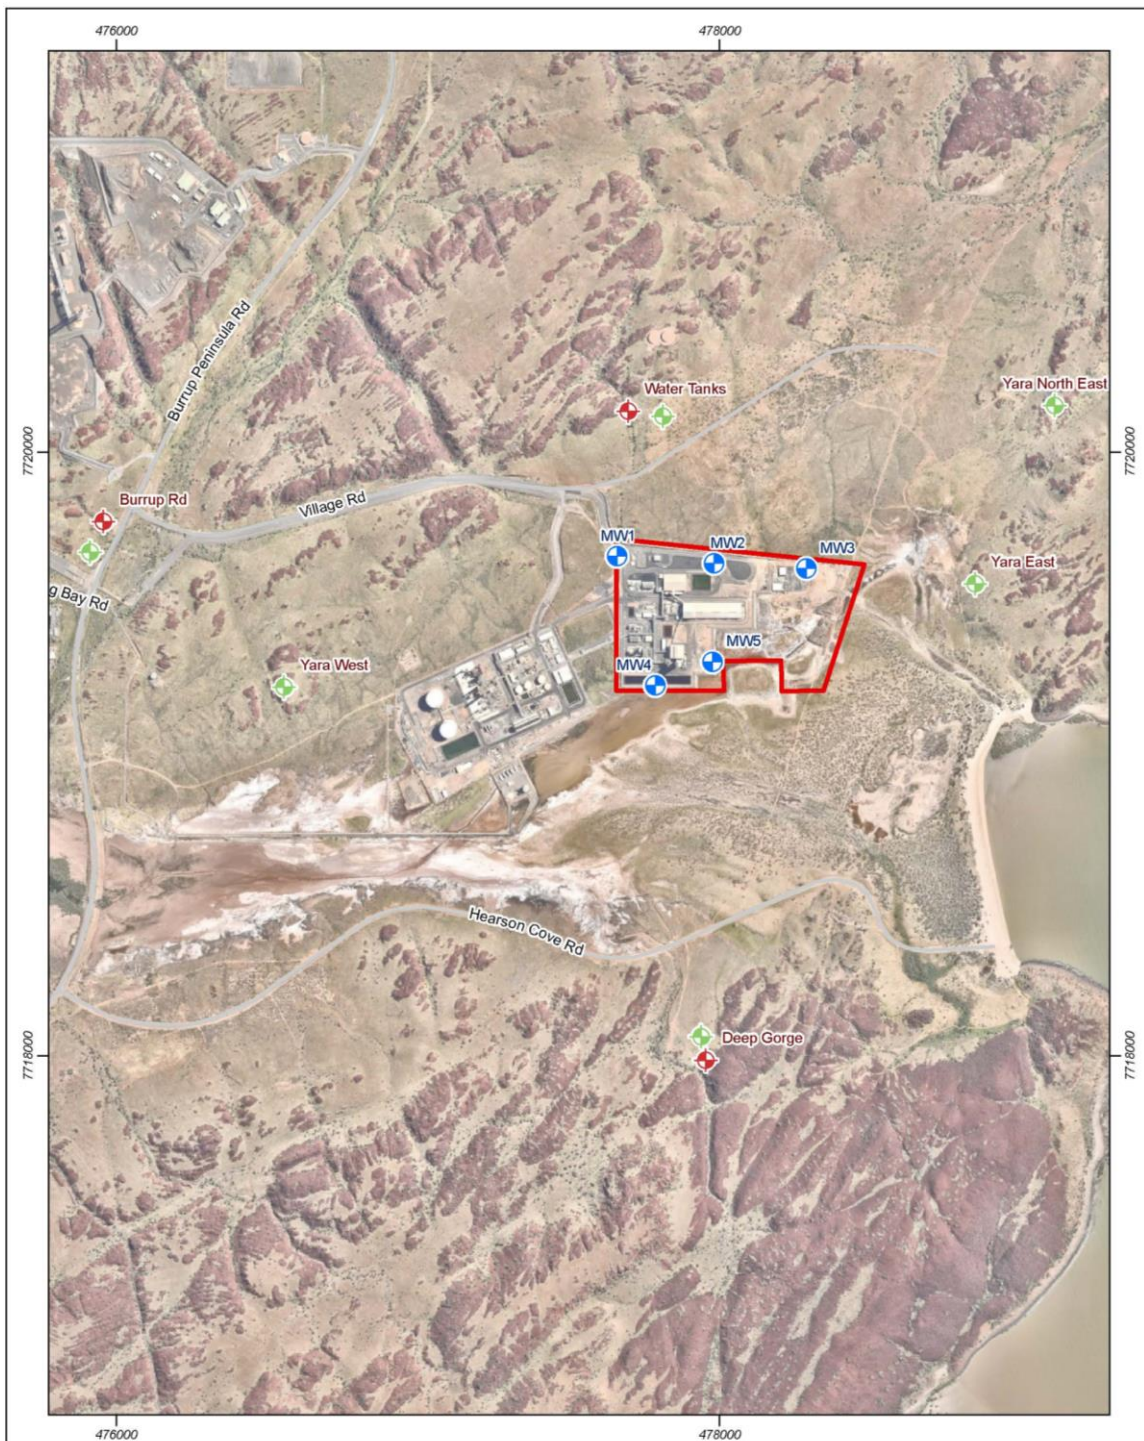 476000
478000
Burrup Peninsula Rd
Water Tanks
Yara North East
7720000
7720000
Burrup Rd
Village Rd
MW1
MW2
MW3
Yara East
g Bay Rd
MW5
MW4
Yara West
Hearson Cove Rd
Deep Gorge
7718000
7718000
476000
478000